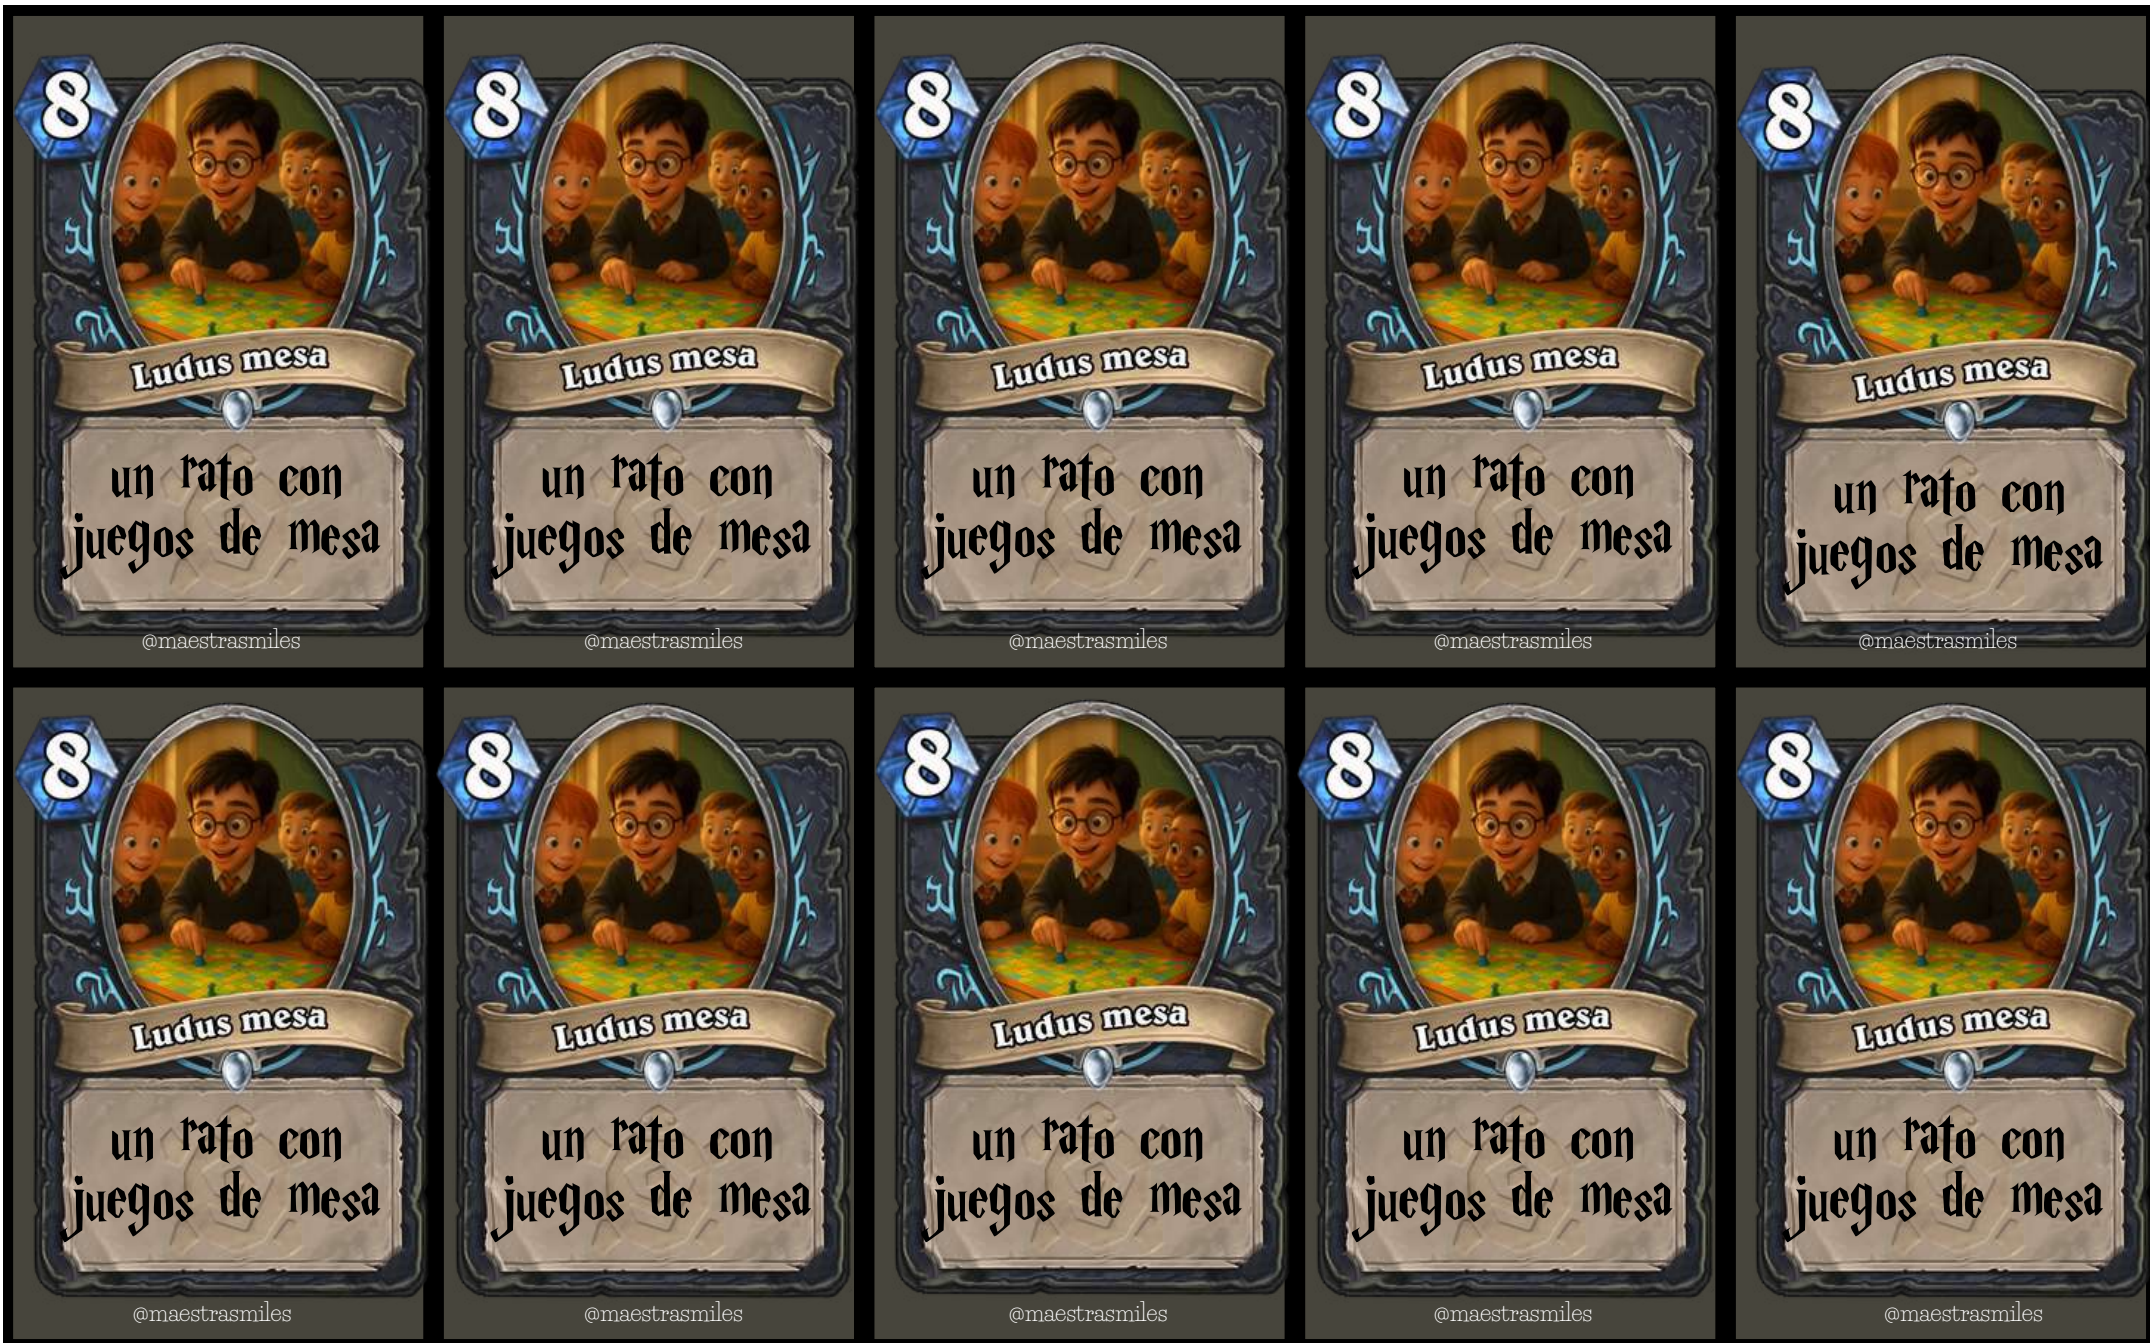 8
8
8
8
8
Ludus mesa
Ludus mesa
Ludus mesa
Ludus mesa
Ludus mesa
un rato con
juegos de mesa
un rato con
juegos de mesa
un rato con
juegos de mesa
un rato con
juegos de mesa
un rato con
juegos de mesa
@maestrasmiles
@maestrasmiles
@maestrasmiles
@maestrasmiles
@maestrasmiles
8
8
8
8
8
Ludus mesa
Ludus mesa
Ludus mesa
Ludus mesa
Ludus mesa
un rato con
juegos de mesa
un rato con
juegos de mesa
un rato con
juegos de mesa
un rato con
juegos de mesa
un rato con
juegos de mesa
@maestrasmiles
@maestrasmiles
@maestrasmiles
@maestrasmiles
@maestrasmiles